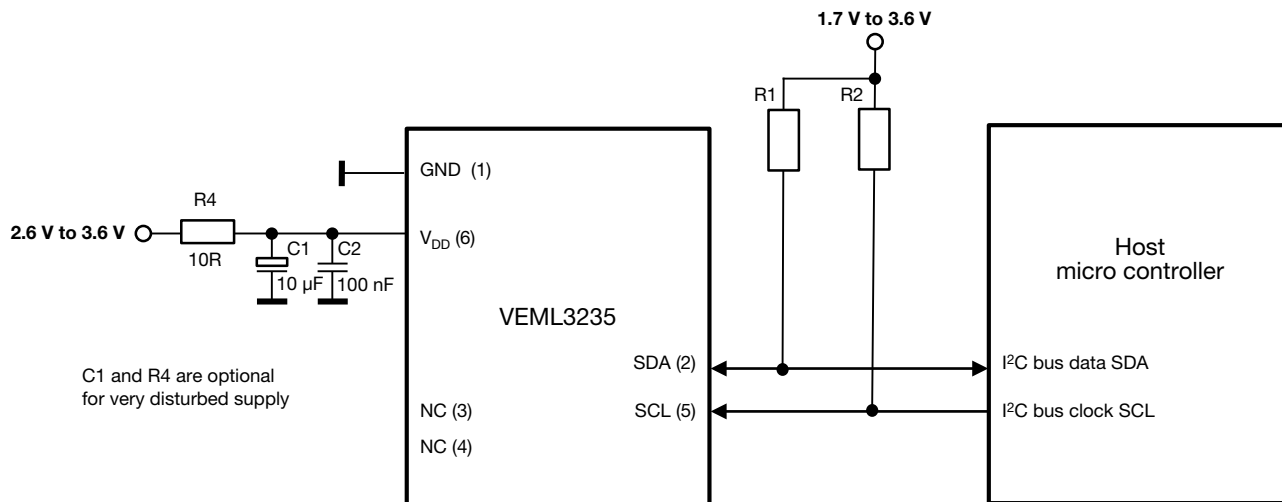 1.7 V to 3.6 V
R1
R2
GND (1)
R4
2.6 V to 3.6 V
10R
C1
10 µF
C2
100 nF
V_DD (6)
VEML3235
Host
micro controller
C1 and R4 are optional
for very disturbed supply
SDA (2)
SCL (5)
NC (3)
NC (4)
I²C bus data SDA
I²C bus clock SCL